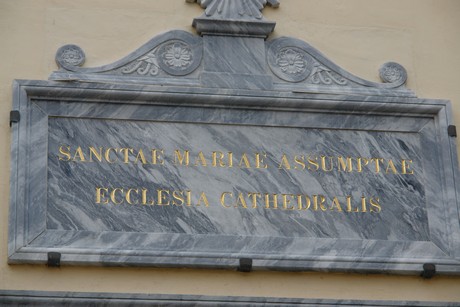 SANCTAE MARIAE ASSUMPTAE
ECCLESIA CATHEDRALIS